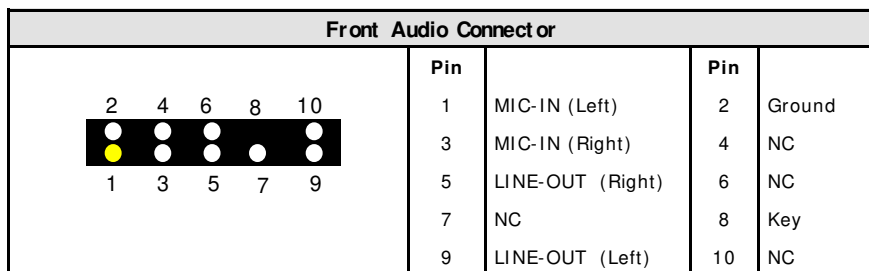 Front Audio Connector
Pin Pin
2 4 6 8 10
1 3 5 7 9
1 MIC-IN (Left) 2 Ground
3 MIC-IN (Right) 4 NC
5 LINE-OUT (Right) 6 NC
7 NC 8 Key
9 LINE-OUT (Left) 10 NC